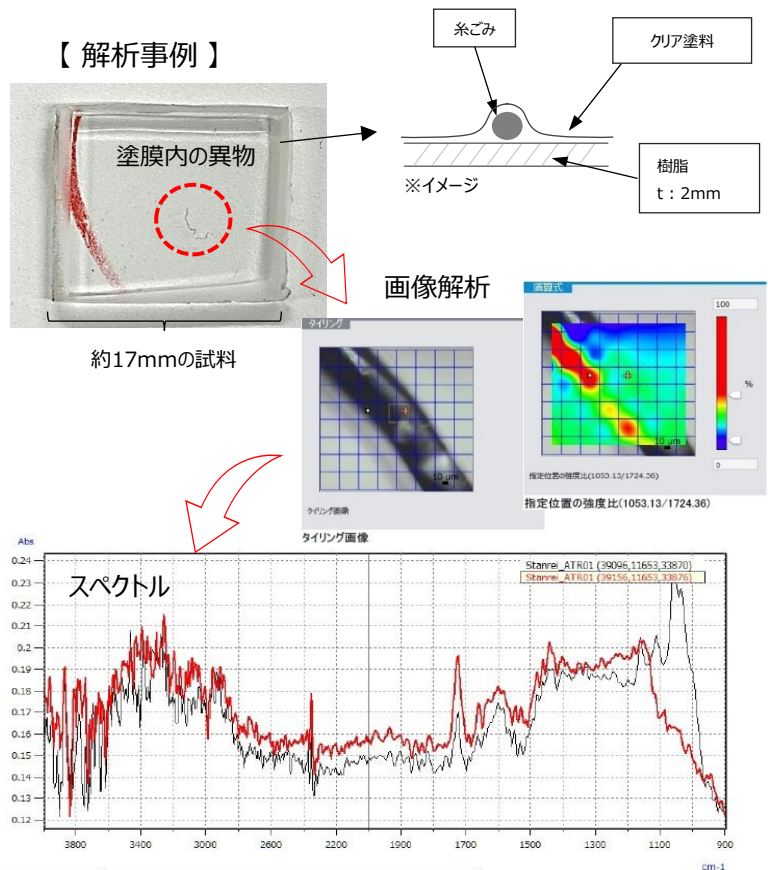 【 解析事例 】
糸ごみ
クリア塗料
塗膜内の異物
樹脂
t：2mm
※イメージ
画像解析
約17mmの試料
タイリング
10 μm
タイリング画像
タイリング画像
演算式
100
%
0
10 μm
指定位置の強度比(1053.13/1724.36)
指定位置の強度比(1053.13/1724.36)
Abs
スペクトル
Stanrei_ATR01 (39096,11653,33870)
Stanrei_ATR01 (39156,11653,33876)
0.24
0.23
0.22
0.21
0.2
0.19
0.18
0.17
0.16
0.15
0.14
0.13
0.12
3800 3400 3000 2600 2200 1900 1700 1500 1300 1100 900
cm-1